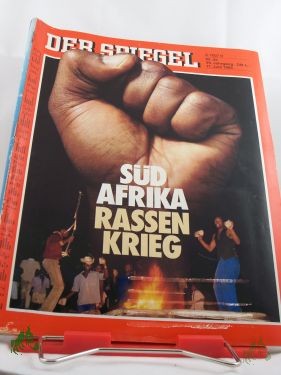 DER SPIEGEL
SÜD
AFRIKA
RASSEN
KRIEG